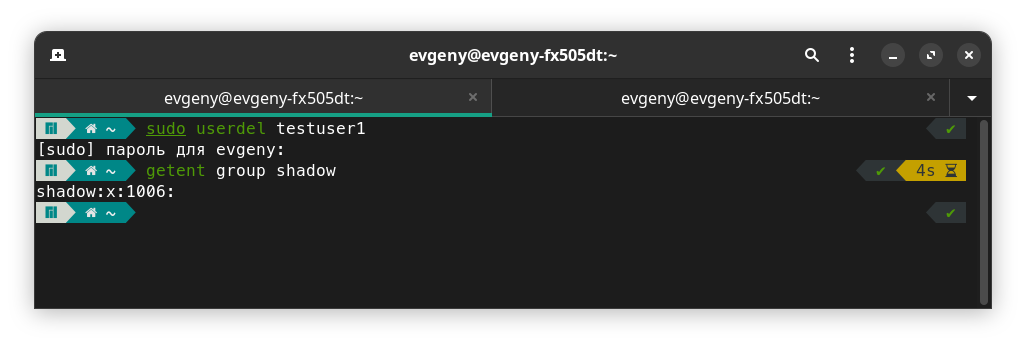 evgeny@evgeny-fx505dt:~
evgeny@evgeny-fx505dt:~ evgeny@evgeny-fx505dt:~
~ sudo userdel testuser1 ✔
[sudo] пароль для evgeny:
~ getent group shadow ✔ 4s
shadow:x:1006:
~ ✔